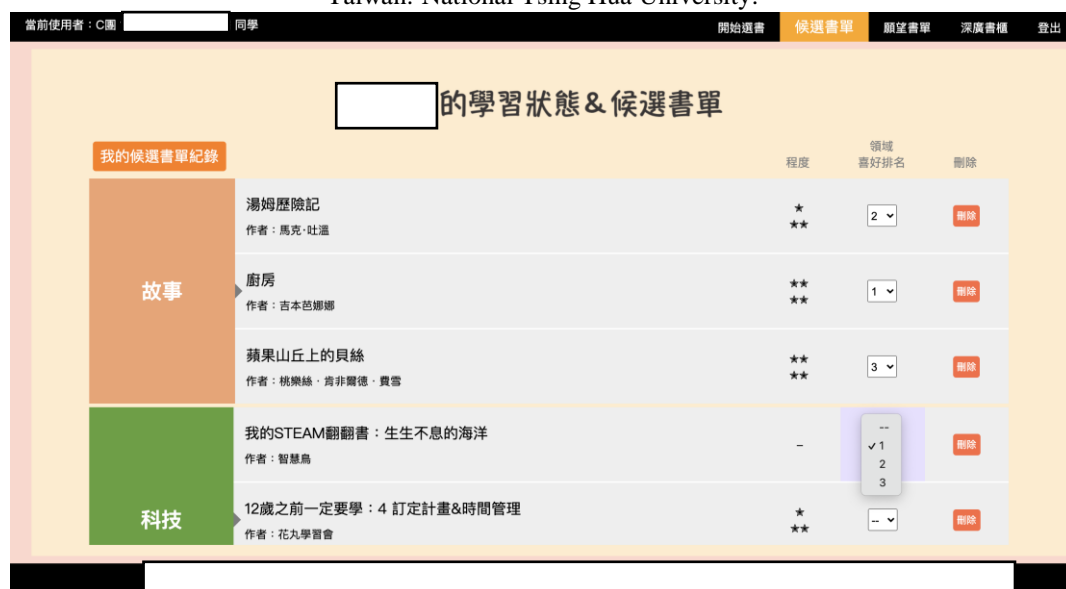 Taiwan. National Tsing Hua University.
當前使用者：C團 同學
開始選書 候選書單 願望書單 深廣書櫃 登出
的學習狀態&候選書單
我的候選書單紀錄
程度 領域 刪除
喜好排名
故事
湯姆歷險記
作者：馬克·吐溫
★
★★
2
刪除
廚房
作者：吉本芭娜娜
★★
★★
1
刪除
蘋果山丘上的貝絲
作者：桃樂絲·肯非爾德·費雪
★★
★★
3
刪除
科技
我的STEAM翻翻書：生生不息的海洋
作者：智慧鳥
–
--
✓1
2
3
刪除
12歲之前一定要學：4 訂定計畫&時間管理
作者：花丸學習會
★
★★
--
刪除